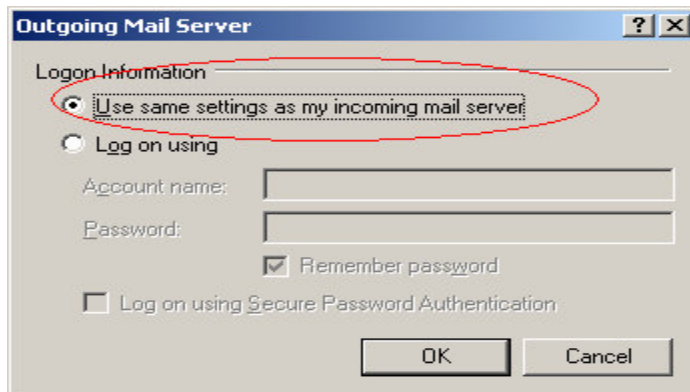 Outgoing Mail Server
Logon Information
Use same settings as my incoming mail server
Log on using
Account name:
Password:
Remember password
Log on using Secure Password Authentication
OK Cancel